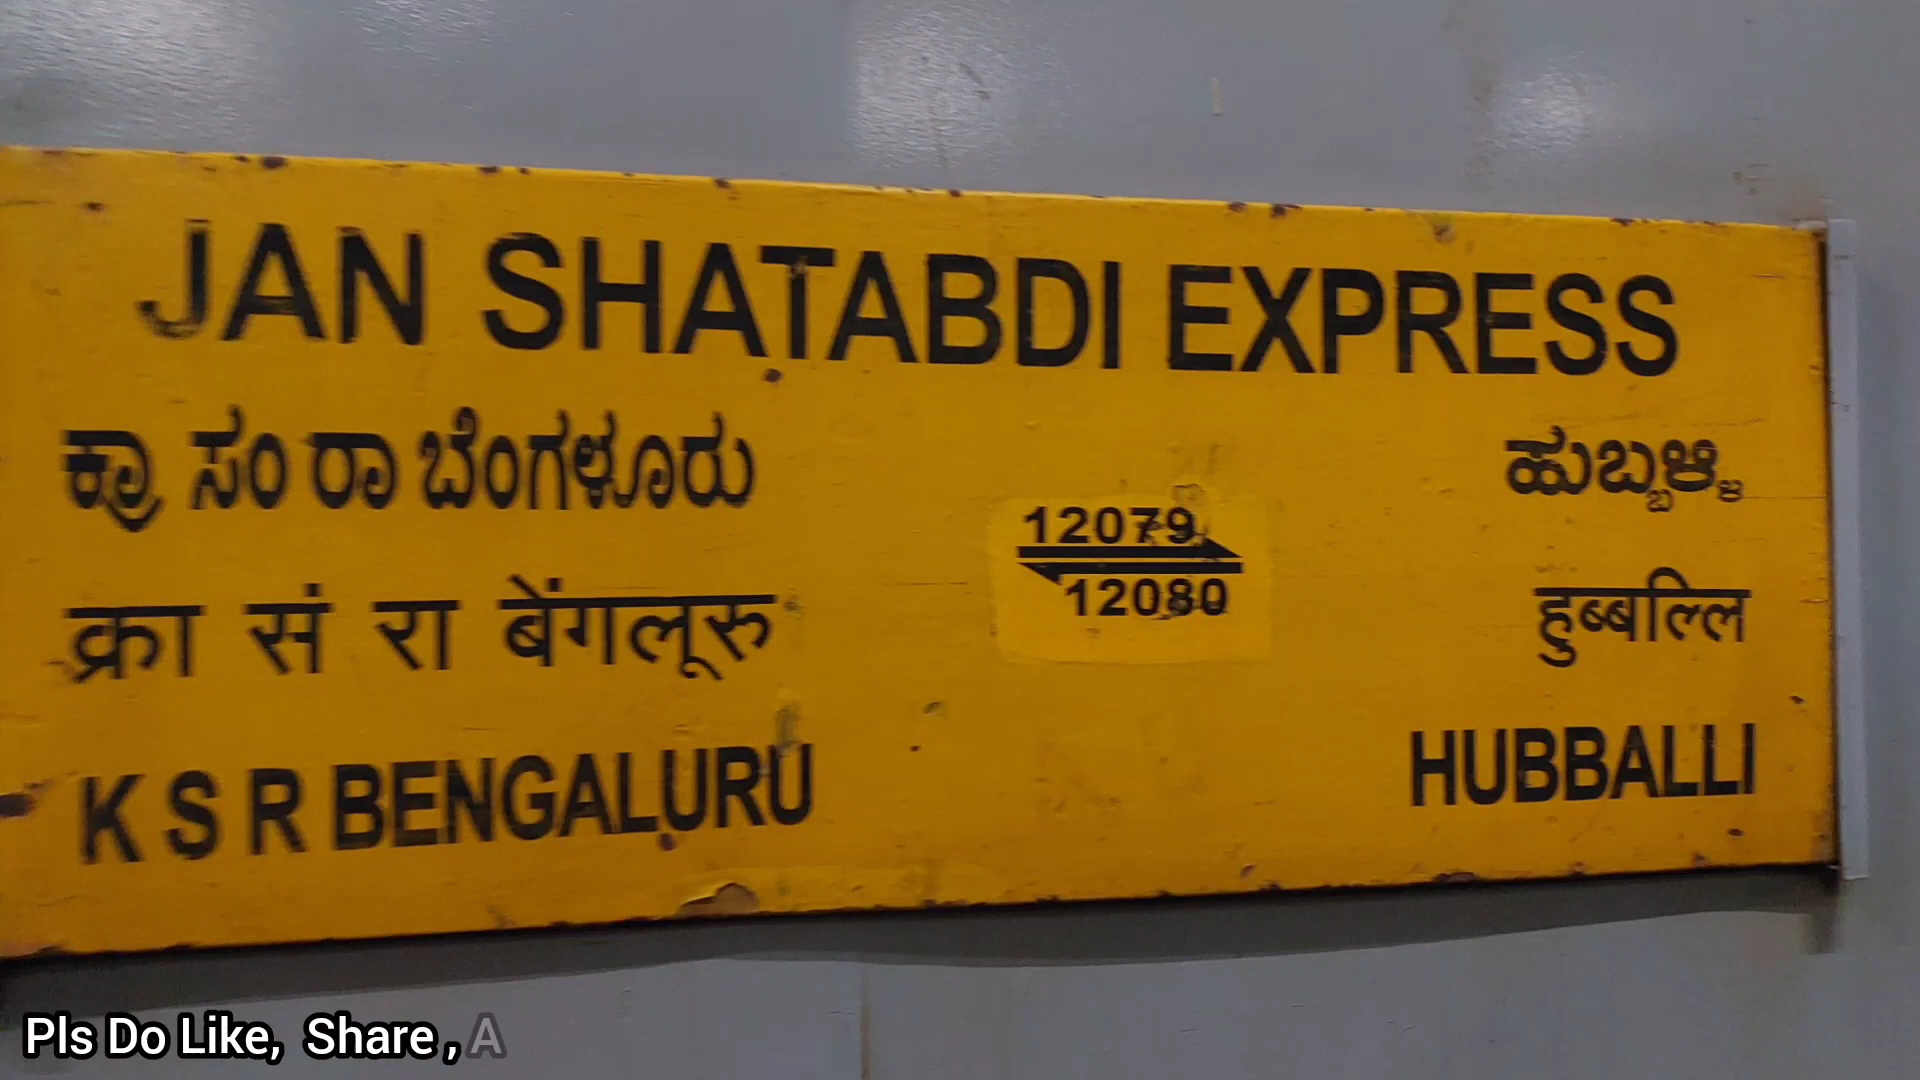 JAN SHATABDI EXPRESS
ಕ್ರಾ ಸಂ ರಾ ಬೆಂಗಳೂರು
ಹುಬ್ಬಳ್ಳಿ
12079
12080
क्रा सं रा बेंगलूरु
हुब्बल्लि
K S R BENGALURU
HUBBALLI
Pls Do Like, Share , A